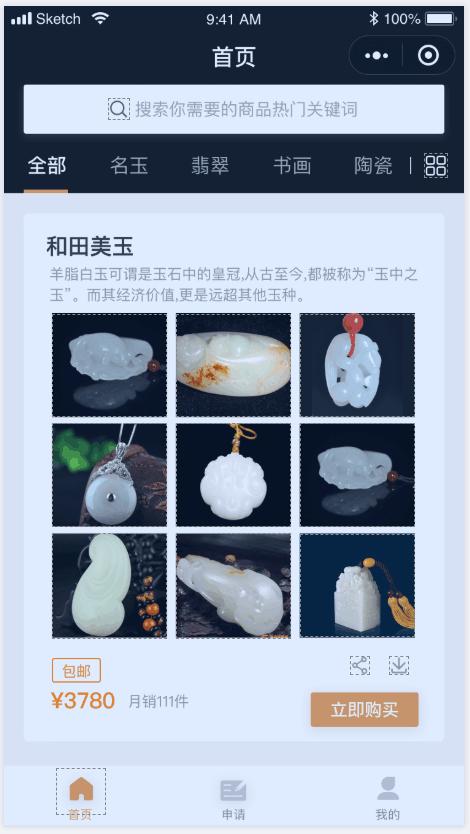 Sketch 9:41 AM 100%
首页
搜索你需要的商品热门关键词
全部 名玉 翡翠 书画 陶瓷
和田美玉
羊脂白玉可谓是玉石中的皇冠,从古至今,都被称为“玉中之
玉”。而其经济价值,更是远超其他玉种。
包邮
¥3780 月销111件 立即购买
首页 申请 我的